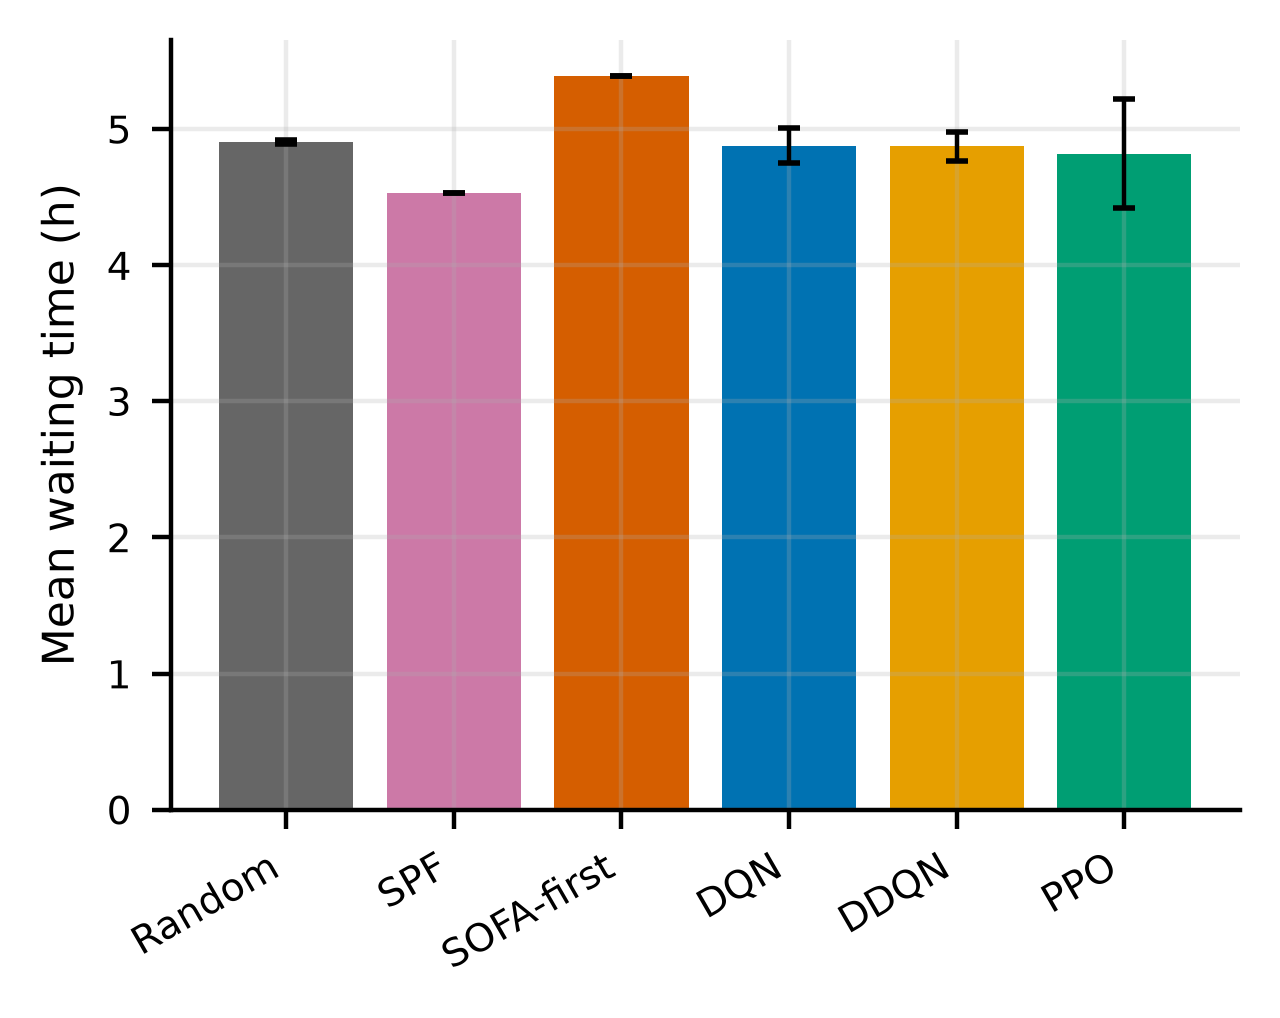 Mean waiting time (h)
5
4
3
2
1
0
Random
SPF
SOFA-first
DQN
DDQN
PPO